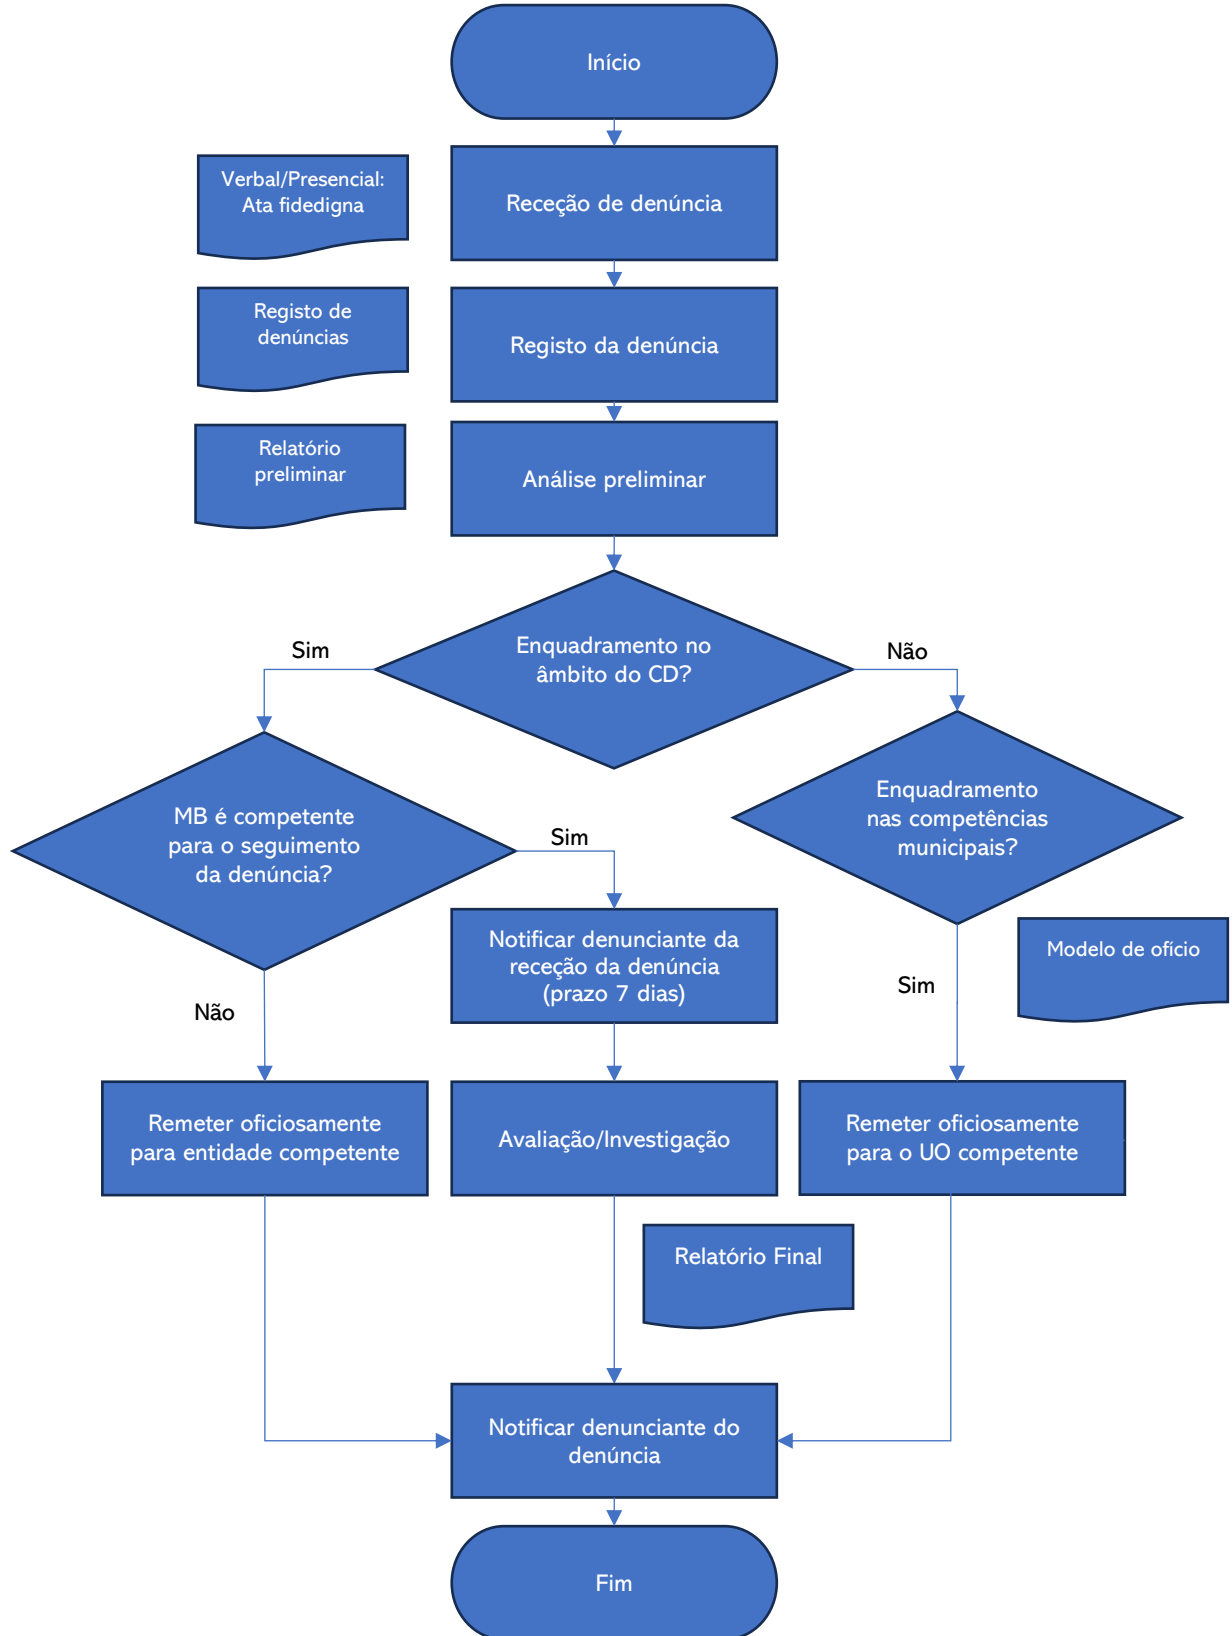 Início
Verbal/Presencial:
Ata fidedigna
Receção de denúncia
Registo de
denúncias
Registo da denúncia
Relatório
preliminar
Análise preliminar
Enquadramento no
âmbito do CD?
Sim
Não
MB é competente
para o seguimento
da denúncia?
Sim
Enquadramento
nas competências
municipais?
Notificar denunciante da
receção da denúncia
(prazo 7 dias)
Modelo de ofício
Não
Sim
Remeter oficiosamente
para entidade competente
Avaliação/Investigação
Remeter oficiosamente
para o UO competente
Relatório Final
Notificar denunciante do
denúncia
Fim